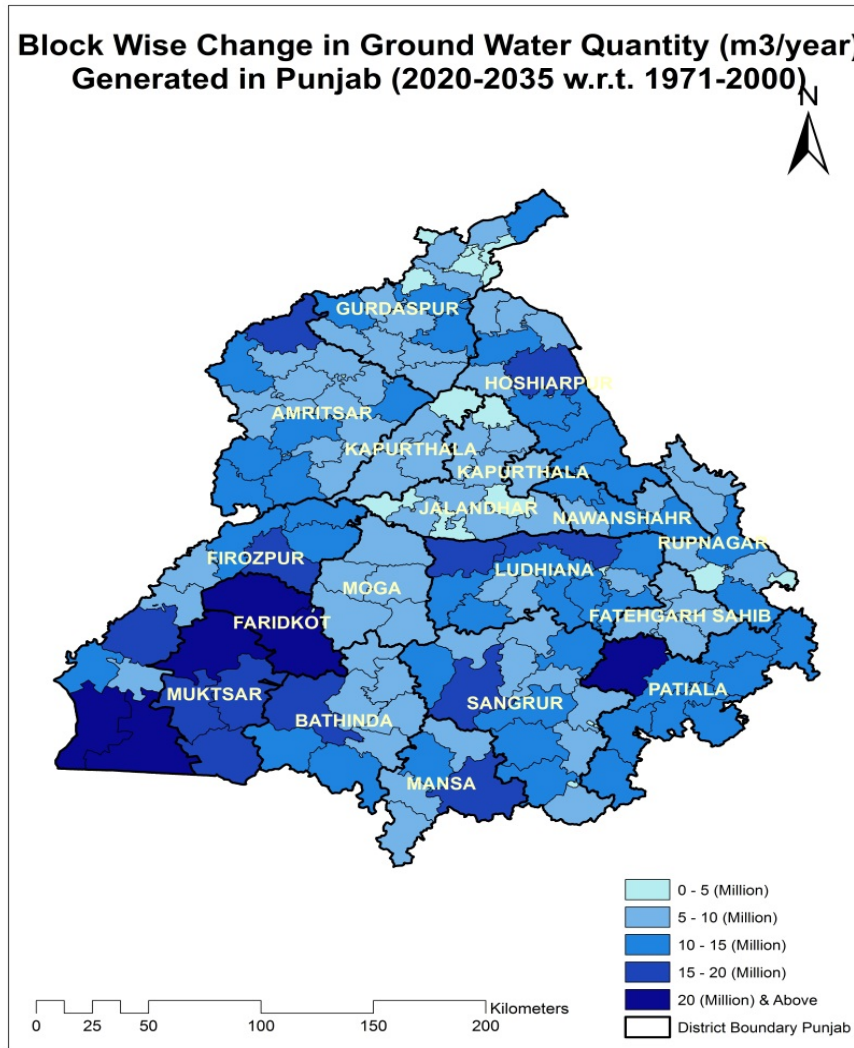 Block Wise Change in Ground Water Quantity (m3/year)
Generated in Punjab (2020-2035 w.r.t. 1971-2000)
N
GURDASPUR
HOSHIARPUR
AMRITSAR
KAPURTHALA
KAPURTHALA
JALANDHAR
NAWANSHAHR
RUPNAGAR
FIROZPUR
LUDHIANA
MOGA
FATEHGARH SAHIB
FARIDKOT
MUKTSAR
PATIALA
SANGRUR
BATHINDA
MANSA
0 - 5 (Million)
5 - 10 (Million)
10 - 15 (Million)
15 - 20 (Million)
20 (Million) & Above
District Boundary Punjab
Kilometers
0 25 50 100 150 200